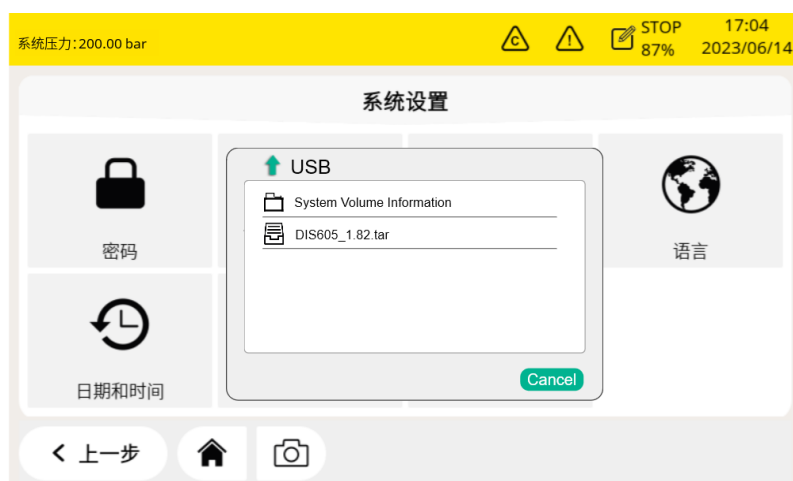 系统压力:200.00 bar
C
STOP
87%
17:04
2023/06/14
系统设置
USB
System Volume Information
DIS605_1.82.tar
Cancel
密码
语言
日期和时间
上一步